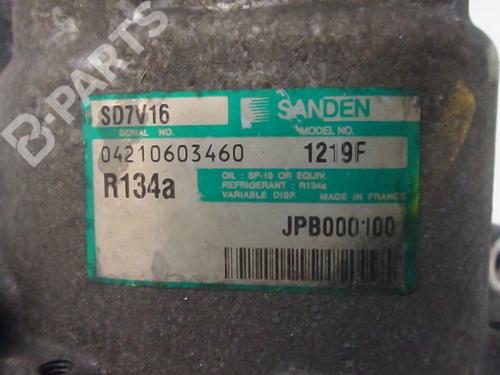 B-PARTS
SD7V16
SANDEN
SERIAL NO.
MODEL NO.
04210603460
1219F
R134a
OIL : SP-10 OR EQUIV.
REFRIGERANT : R134a
VARIABLE DISP. MADE IN FRANCE
JPB000100